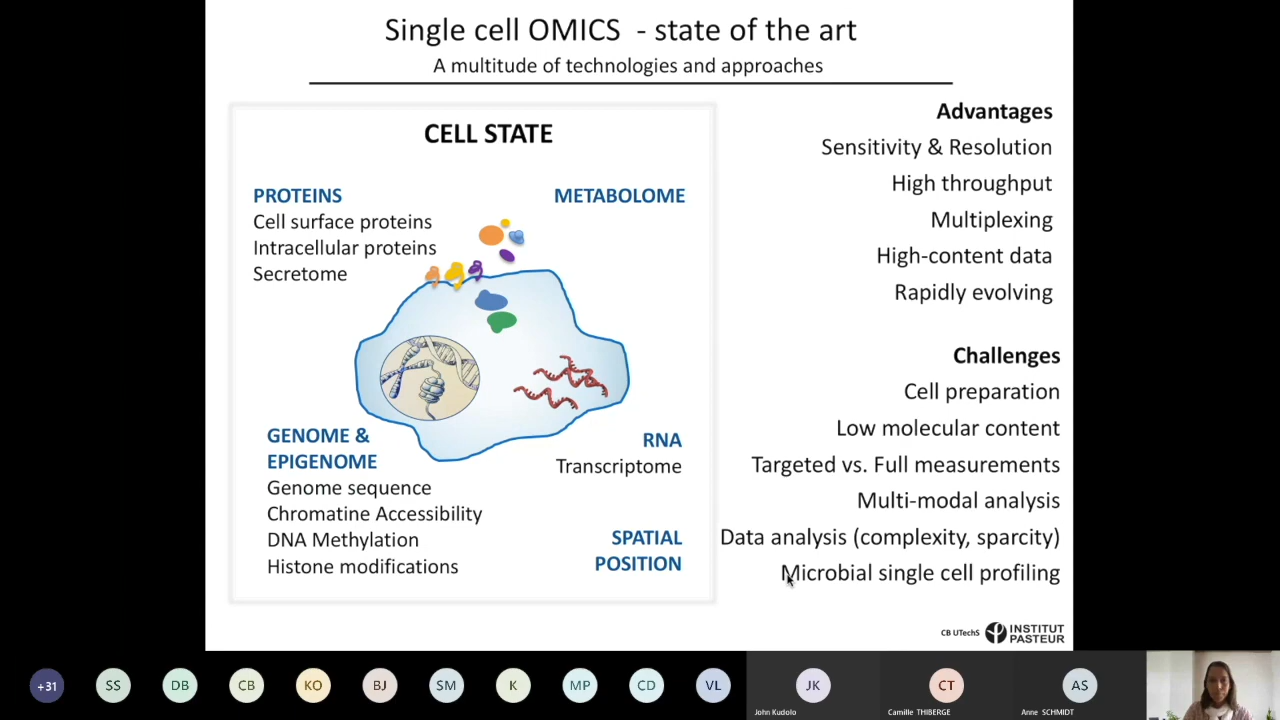 Single cell OMICS - state of the art
A multitude of technologies and approaches
CELL STATE
PROTEINS
Cell surface proteins
Intracellular proteins
Secretome
METABOLOME
GENOME &
EPIGENOME
Genome sequence
Chromatine Accessibility
DNA Methylation
Histone modifications
RNA
Transcriptome
SPATIAL
POSITION
Advantages
Sensitivity & Resolution
High throughput
Multiplexing
High-content data
Rapidly evolving
Challenges
Cell preparation
Low molecular content
Targeted vs. Full measurements
Multi-modal analysis
Data analysis (complexity, sparcity)
Microbial single cell profiling
CB UTechS
INSTITUT
PASTEUR
+31
SS
DB
CB
KO
BJ
SM
K
MP
CD
VL
JK
John Kudolo
CT
Camille THIBERGE
AS
Anne SCHMIDT